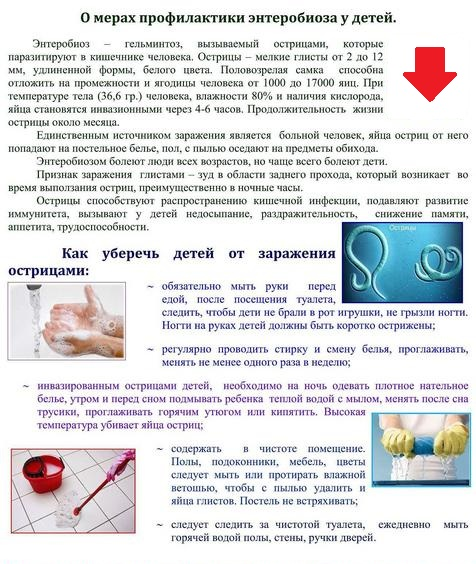 О мерах профилактики энтеробиоза у детей.
Энтеробиоз – гельминтоз, вызываемый острицами, которые
паразитируют в кишечнике человека. Острицы – мелкие глисты от 2 до 12
мм, удлиненной формы, белого цвета. Половозрелая самка способна
отложить на промежности и ягодицы человека от 1000 до 17000 яиц. При
температуре тела (36,6 гр.) человека, влажности 80% и наличия кислорода,
яйца становятся инвазионными через 4-6 часов. Продолжительность жизни
острицы около месяца.
Единственным источником заражения является больной человек, яйца остриц от него
попадают на постельное белье, пол, с пылью оседают на предметы обихода.
Энтеробиозом болеют люди всех возрастов, но чаще всего болеют дети.
Признак заражения глистами – зуд в области заднего прохода, который возникает во
время выползания остриц, преимущественно в ночные часы.
Острицы способствуют распространению кишечной инфекции, подавляют развитие
иммунитета, вызывают у детей недосыпание, раздражительность, снижение памяти,
аппетита, трудоспособности.
Острицы
Как уберечь детей от заражения
острицами:
~ обязательно мыть руки перед
едой, после посещения туалета,
следить, чтобы дети не брали в рот игрушки, не грызли ногти.
Ногти на руках детей должны быть коротко острижены;
~ регулярно проводить стирку и смену белья, проглаживать,
менять не менее одного раза в неделю;
~ инвазированным острицами детей, необходимо на ночь одевать плотное нательное
белье, утром и перед сном подмывать ребенка теплой водой с мылом, менять после сна
трусики, проглаживать горячим утюгом или кипятить. Высокая
температура убивает яйца остриц;
~ содержать в чистоте помещение.
Полы, подоконники, мебель, цветы
следует мыть или протирать влажной
ветошью, чтобы с пылью удалить и
яйца глистов. Постель не встряхивать;
~ следует следить за чистотой туалета, ежедневно мыть
горячей водой полы, стены, ручки дверей.